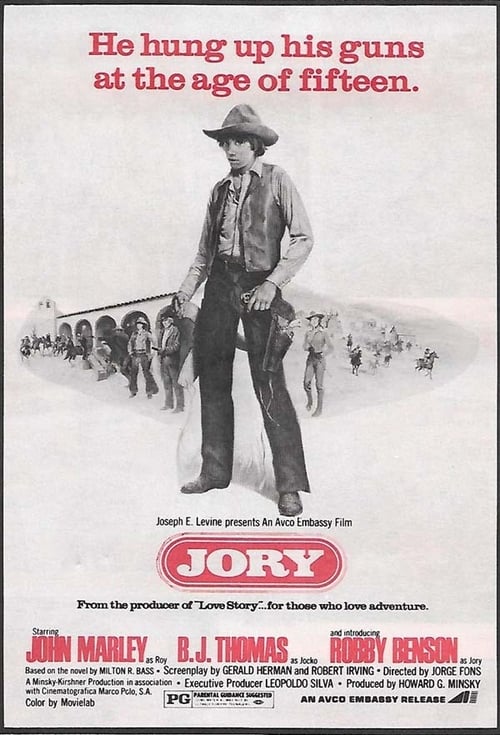 He hung up his guns
at the age of fifteen.
Joseph E. Levine presents An Avco Embassy Film
JORY
From the producer of "Love Story"...for those who love adventure.
Starring and introducing
JOHN MARLEY as Roy B.J. THOMAS as Jocko ROBBY BENSON as Jory
Based on the novel by MILTON R. BASS • Screenplay by GERALD HERMAN and ROBERT IRVING • Directed by JORGE FONS
A Minsky-Kirshner Production in association • Executive Producer LEOPOLDO SILVA • Produced by HOWARD G. MINSKY
with Cinematografica Marco Polo, S.A.
Color by Movielab
PG PARENTAL GUIDANCE SUGGESTED
AN AVCO EMBASSY RELEASE